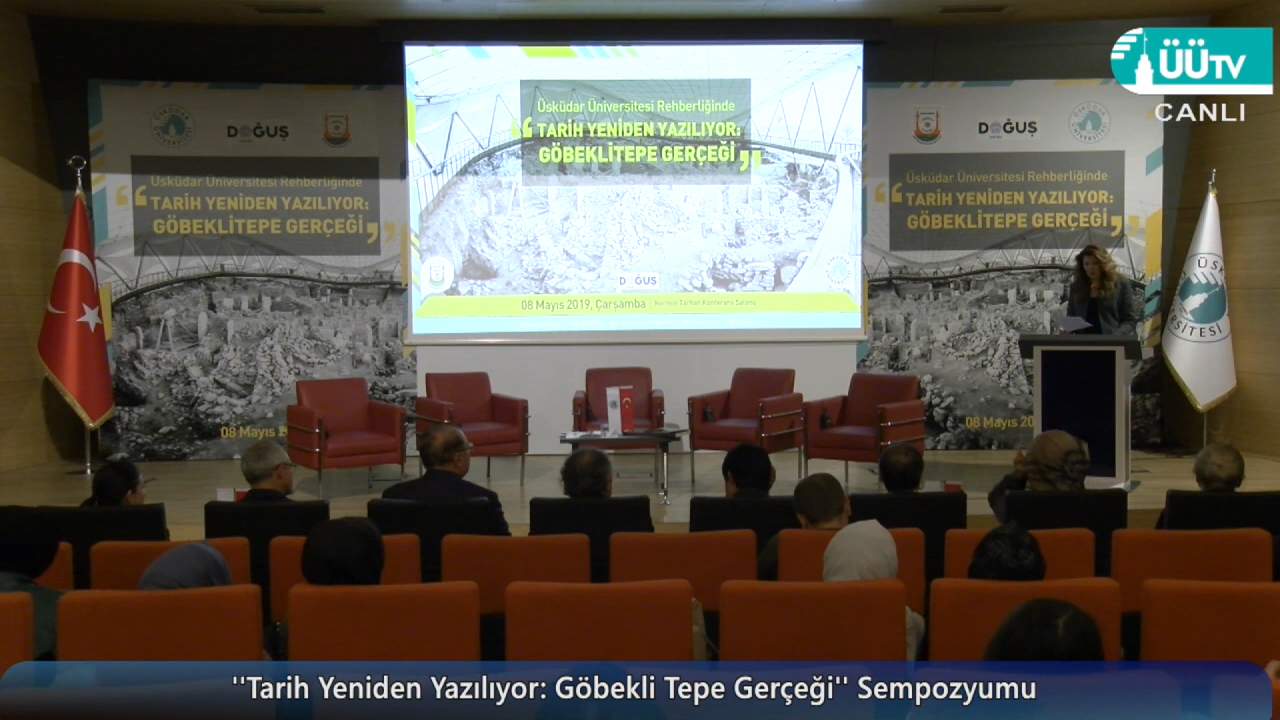 ÜÜTV
CANLI
DOĞUŞ
Üsküdar Üniversitesi Rehberliğinde
"TARİH YENİDEN YAZILIYOR:
GÖBEKLİTEPE GERÇEĞİ"
08 Mayıs
Üsküdar Üniversitesi Rehberliğinde
"TARİH YENİDEN YAZILIYOR:
GÖBEKLİTEPE GERÇEĞİ"
DOĞUŞ
08 Mayıs 2019, Çarşamba
DOĞUŞ
Üsküdar Üniversitesi Rehberliğinde
"TARİH YENİDEN YAZILIYOR:
GÖBEKLİTEPE GERÇEĞİ"
08 Mayıs
''Tarih Yeniden Yazılıyor: Göbekli Tepe Gerçeği'' Sempozyumu